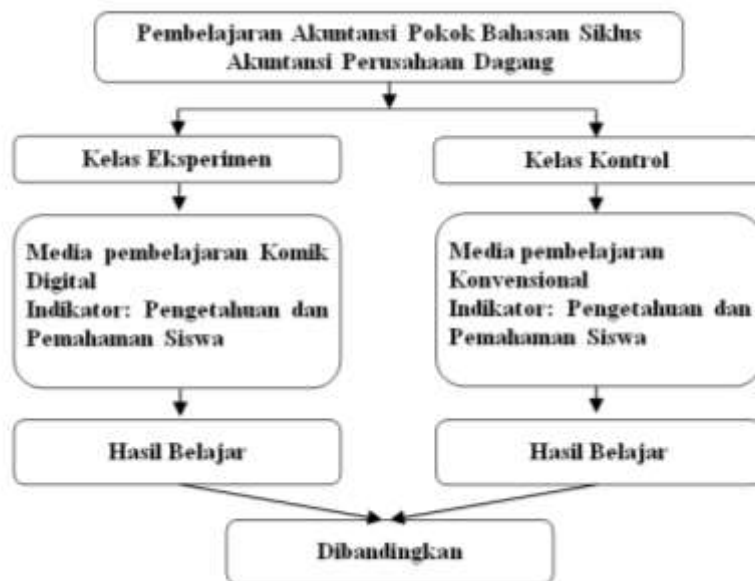 Pembelajaran Akuntansi Pokok Bahasan Siklus
Akuntansi Perusahaan Dagang
Kelas Eksperimen
Kelas Kontrol
Media pembelajaran Komik
Digital
Indikator: Pengetahuan dan
Pemahaman Siswa
Media pembelajaran
Konvensional
Indikator: Pengetahuan dan
Pemahaman Siswa
Hasil Belajar
Hasil Belajar
Dibandingkan